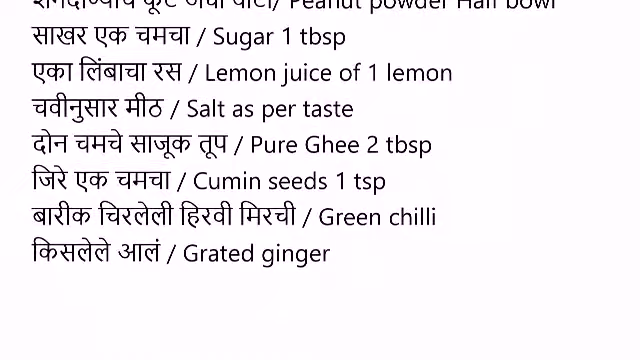 शेंगदाण्याचे कूट अर्धी वाटी/ Peanut powder Half bowl
साखर एक चमचा / Sugar 1 tbsp
एका लिंबाचा रस / Lemon juice of 1 lemon
चवीनुसार मीठ / Salt as per taste
दोन चमचे साजूक तूप / Pure Ghee 2 tbsp
जिरे एक चमचा / Cumin seeds 1 tsp
बारीक चिरलेली हिरवी मिरची / Green chilli
किसलेले आलं / Grated ginger